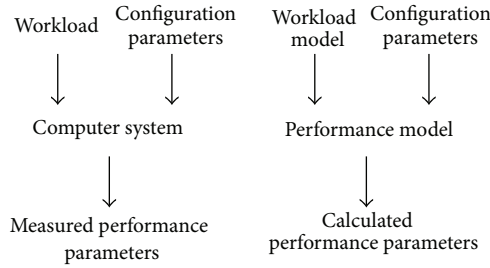 Workload
Configuration
parameters
Computer system
Measured performance
parameters
Workload
model
Configuration
parameters
Performance model
Calculated
performance parameters